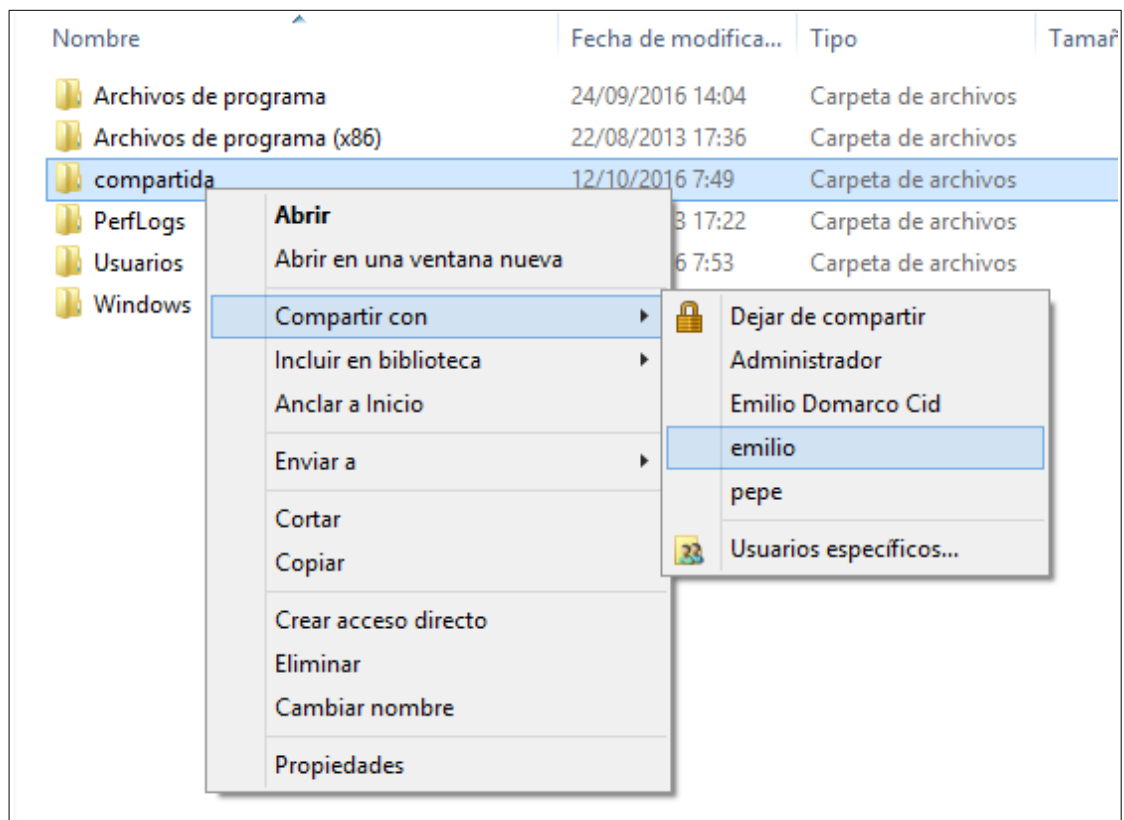 Nombre Fecha de modifica... Tipo Tamañ
Archivos de programa 24/09/2016 14:04 Carpeta de archivos
Archivos de programa (x86) 22/08/2013 17:36 Carpeta de archivos
compartida 12/10/2016 7:49 Carpeta de archivos
PerfLogs 3 17:22 Carpeta de archivos
Usuarios 6 7:53 Carpeta de archivos
Windows
Abrir
Abrir en una ventana nueva
Compartir con
Incluir en biblioteca
Anclar a Inicio
Enviar a
Cortar
Copiar
Crear acceso directo
Eliminar
Cambiar nombre
Propiedades
Dejar de compartir
Administrador
Emilio Domarco Cid
emilio
pepe
Usuarios específicos...